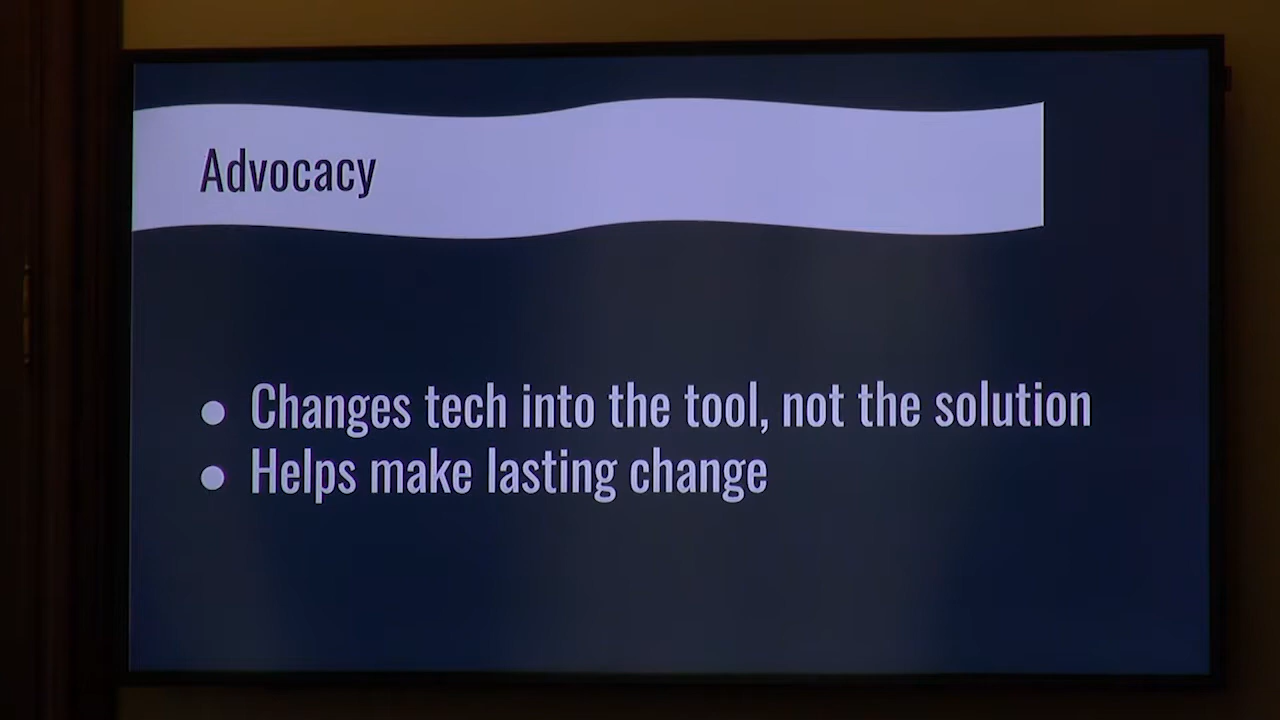 Advocacy
● Changes tech into the tool, not the solution
● Helps make lasting change